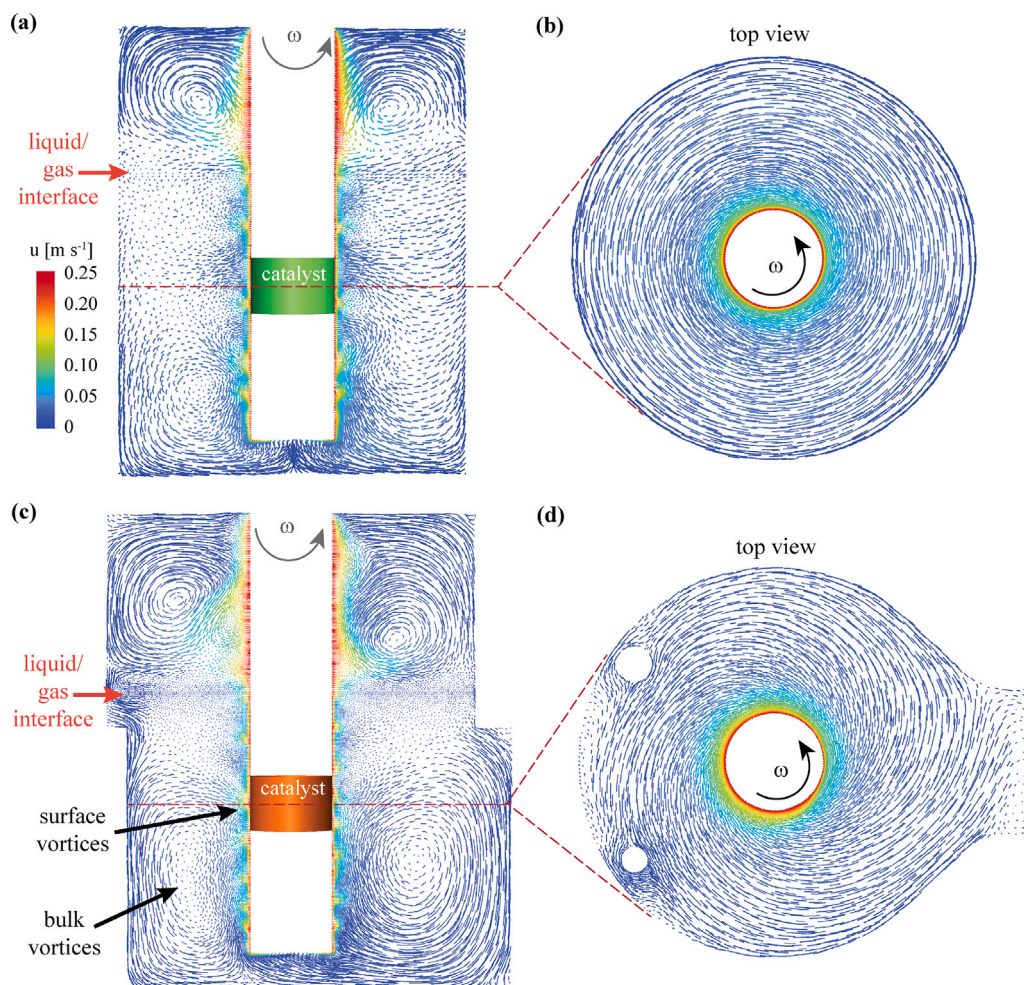 (a)
ω
(b)
top view
liquid/
gas
interface
u [m s⁻¹]
0.25
0.20
0.15
0.10
0.05
0
catalyst
ω
(c)
ω
(d)
top view
liquid/
gas
interface
catalyst
ω
surface
vortices
bulk
vortices